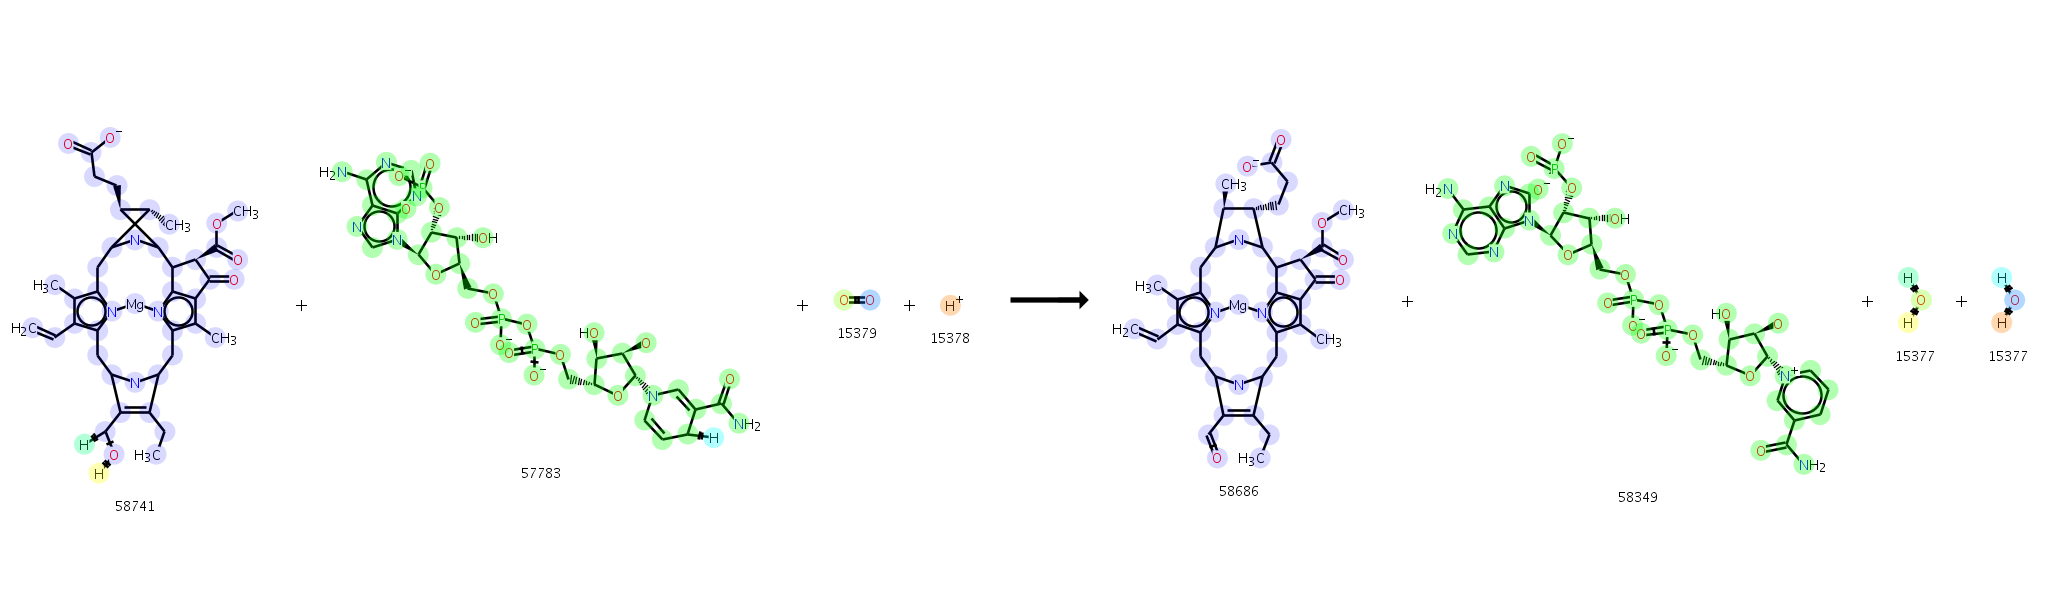 O O⁻
CH₃
O CH₃
O
N
O
H₃C
N Mg N
H₂C
CH₃
N
H
O
H₃C
H
58741
+
H₂N
N
O
O⁻
P
N
O
O
N
N
OH
O
O
O
P
O
O⁻
O
P
O
O⁻
HO
O
O
N
O
NH₂
H
57783
+
O O
15379
+
H⁺
15378
O
O⁻
CH₃
O CH₃
O
N
O
H₃C
N Mg N
H₂C
CH₃
N
O
H₃C
58686
+
O⁻
O
P
O
H₂N
N
O⁻
N
N
N
OH
O
O
O
P
O
O⁻
O
P
O
O⁻
HO
O
O
N⁺
O
NH₂
58349
+
H
O
H
15377
+
H
O
H
15377